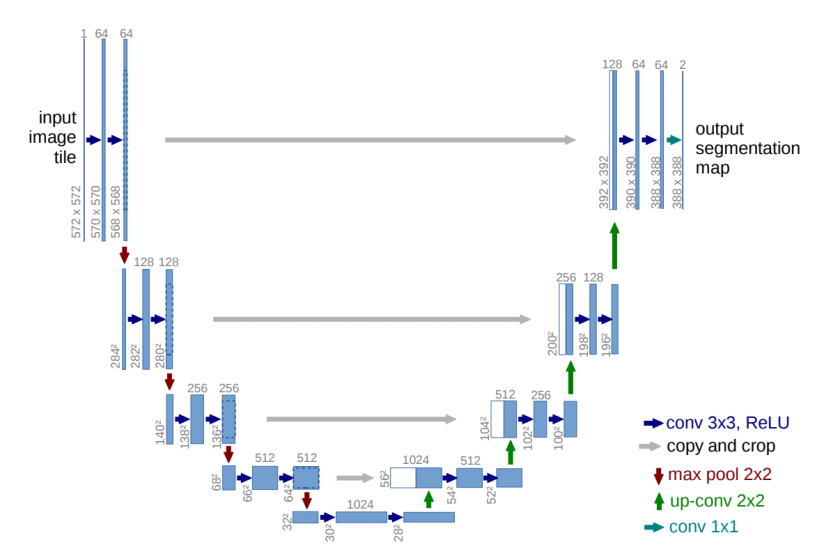 1 64 64
input
image
tile
572 x 572
570 x 570
568 x 568
128 64 64 2
output
segmentation
map
392 x 392
390 x 390
388 x 388
388 x 388
128 128
284²
282²
280²
256 128
200²
198²
196²
256 256
140²
138²
136²
512 256
104²
102²
100²
512 512
68²
66²
64²
1024 512
56²
54²
52²
1024
32²
30²
28²
conv 3x3, ReLU
copy and crop
max pool 2x2
up-conv 2x2
conv 1x1